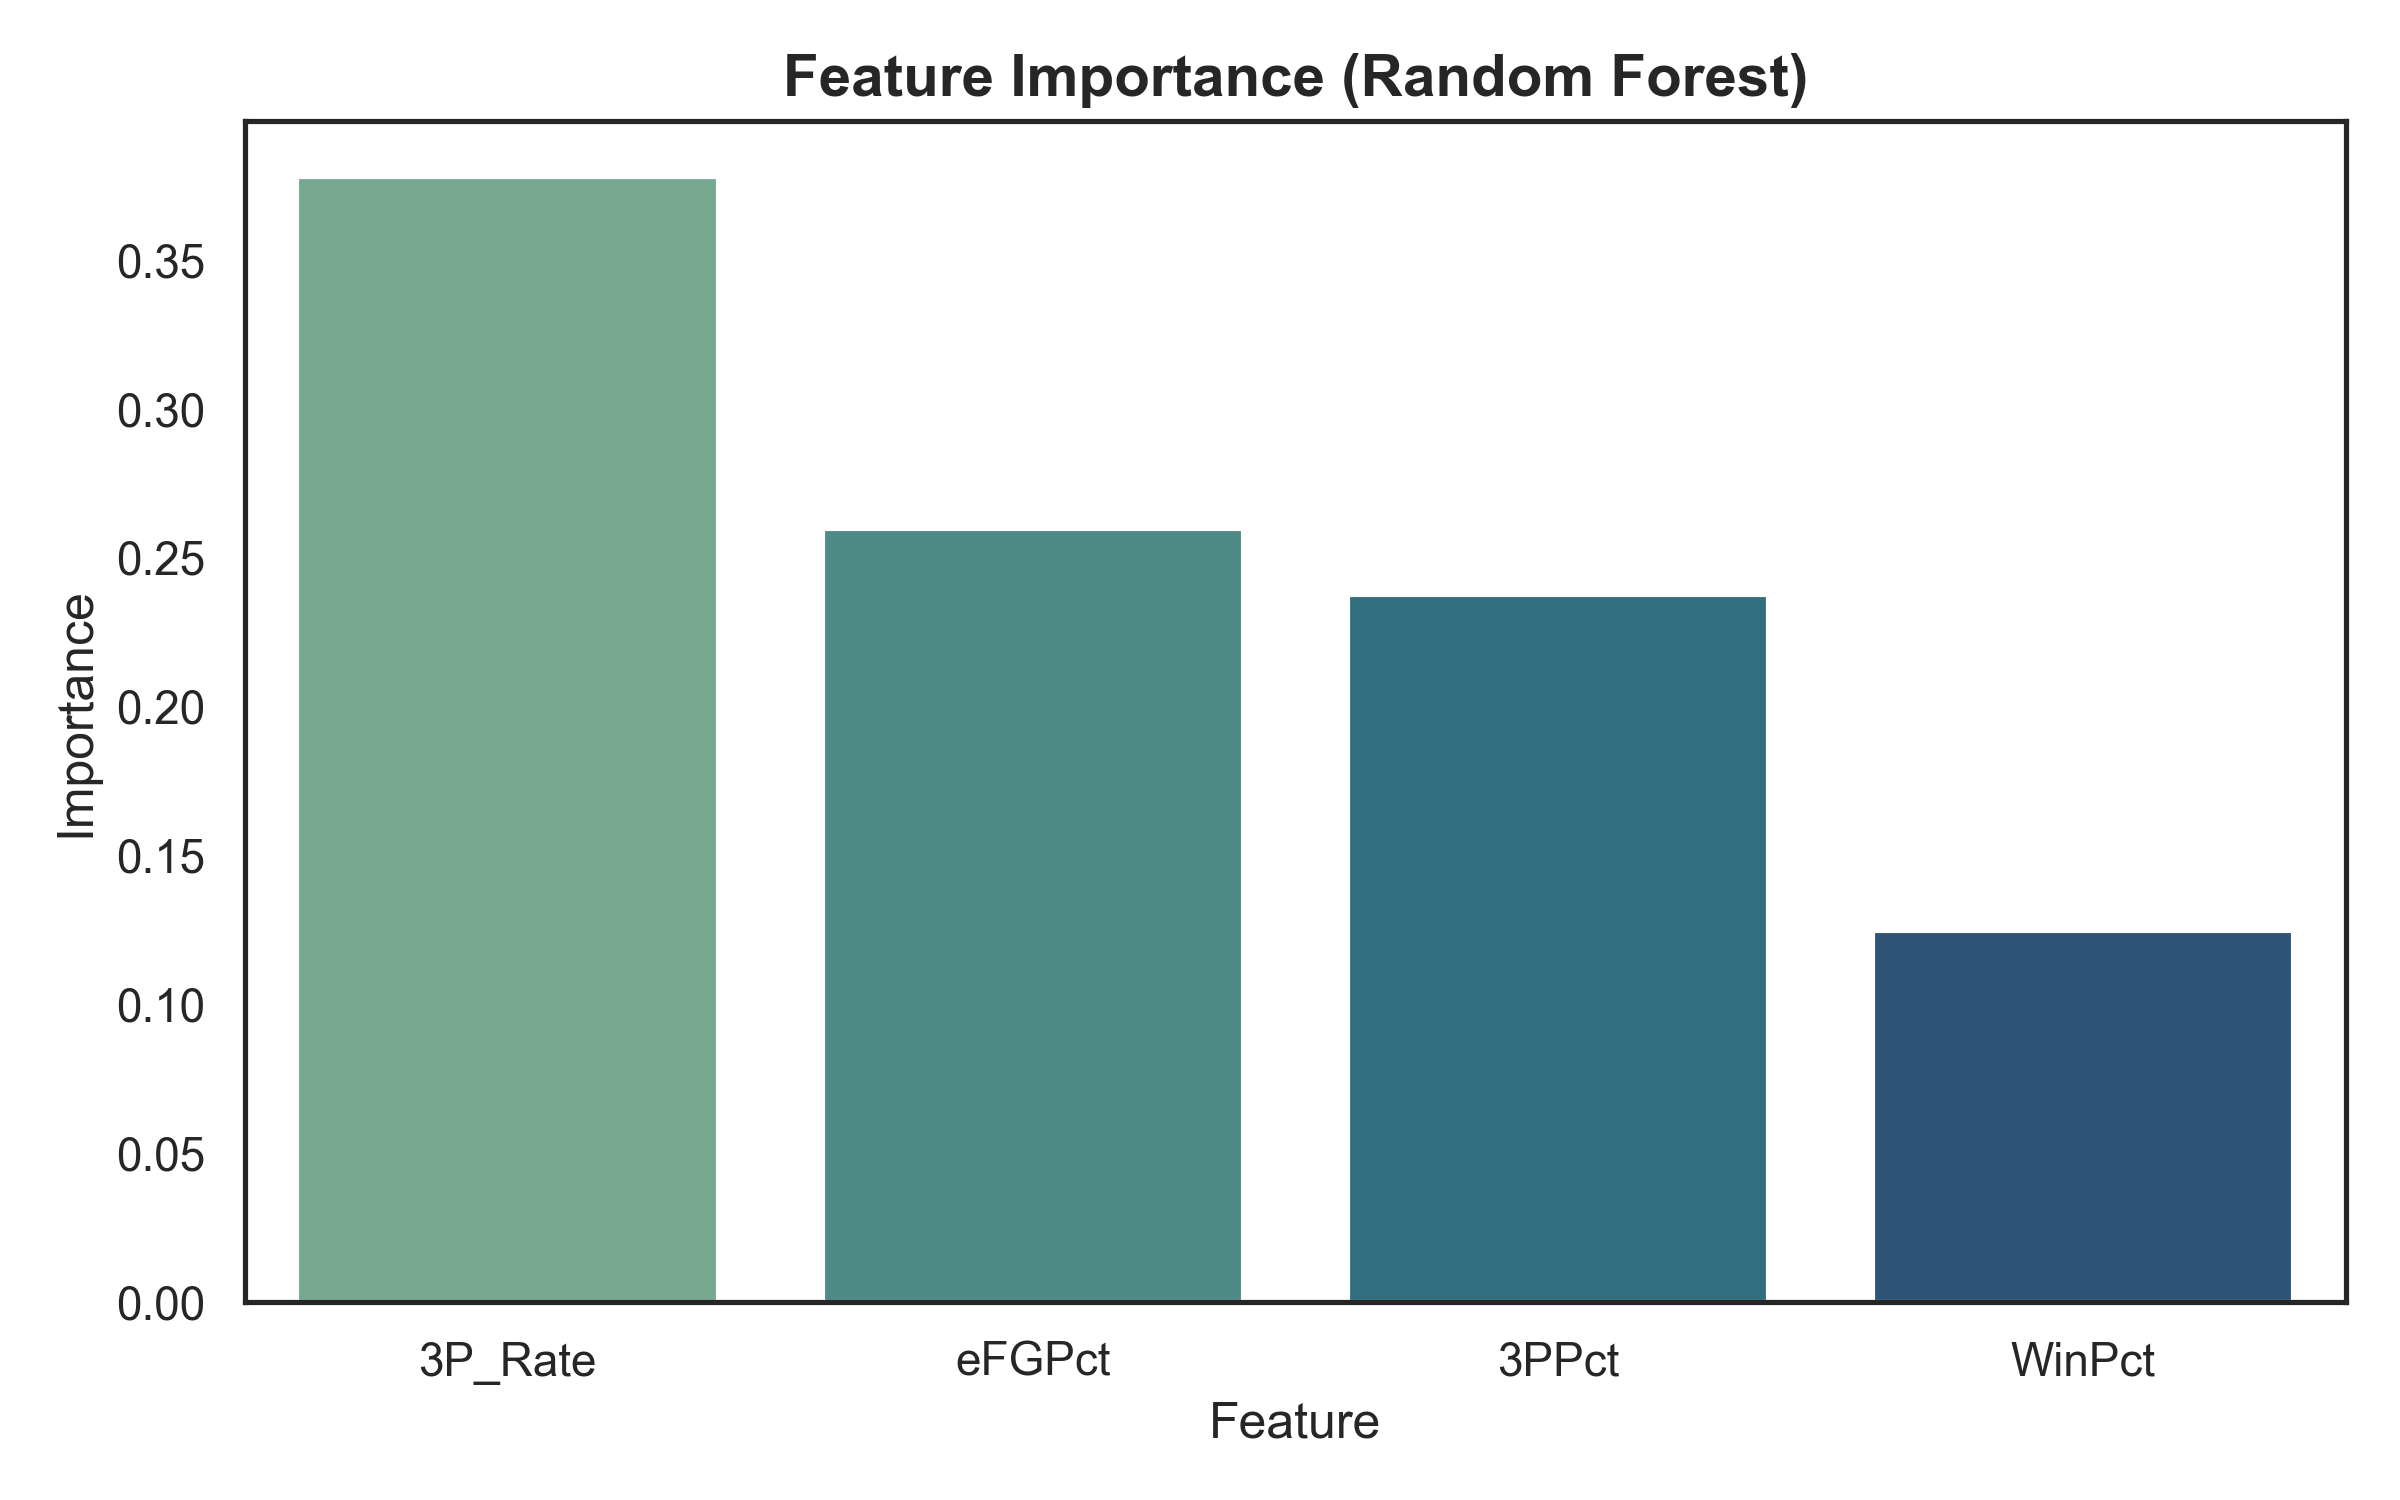 Feature Importance (Random Forest)
Importance
0.35
0.30
0.25
0.20
0.15
0.10
0.05
0.00
3P_Rate eFGPct 3PPct WinPct
Feature